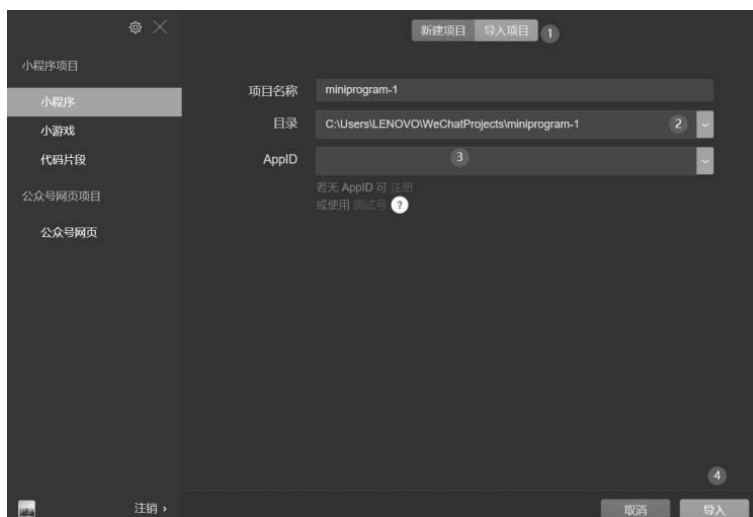 新建项目 导入项目 1
小程序项目
小程序
小游戏
代码片段
公众号网页项目
公众号网页
项目名称 miniprogram-1
目录 C:\Users\LENOVO\WeChatProjects\miniprogram-1 2
AppID 3
若无 AppID 可 注册
或使用 测试号 ?
4
注销 ›
取消 导入